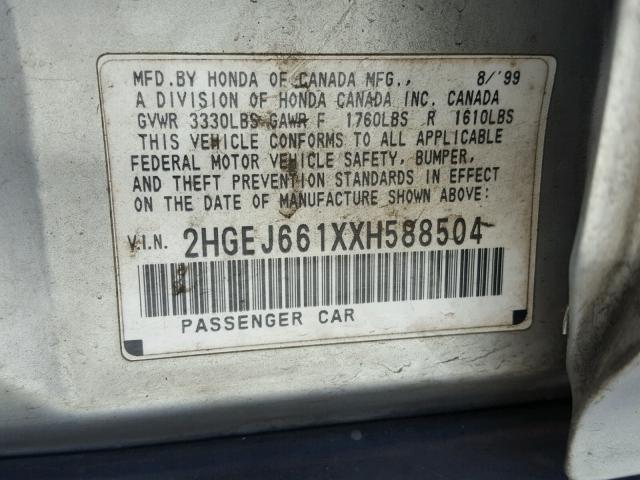 MFD.BY HONDA OF CANADA MFG., 8/'99
A DIVISION OF HONDA CANADA INC. CANADA
GVWR 3330LBS GAWR F 1760LBS R 1610LBS
THIS VEHICLE CONFORMS TO ALL APPLICABLE
FEDERAL MOTOR VEHICLE SAFETY, BUMPER,
AND THEFT PREVENTION STANDARDS IN EFFECT
ON THE DATE OF MANUFACTURE SHOWN ABOVE:
V.I.N. 2HGEJ661XXH588504
PASSENGER CAR